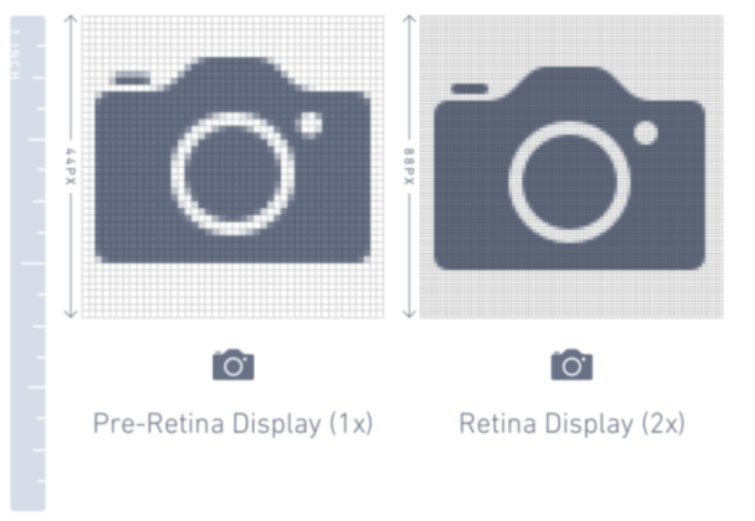 1 INCH
44PX
88PX
Pre-Retina Display (1x)
Retina Display (2x)